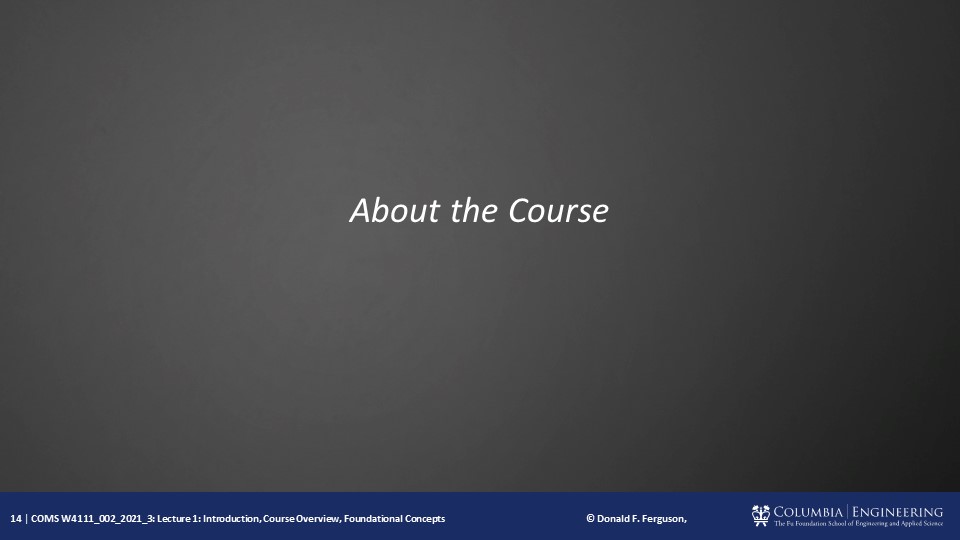 About the Course
14 | COMS W4111_002_2021_3: Lecture 1: Introduction, Course Overview, Foundational Concepts
© Donald F. Ferguson,
COLUMBIA | ENGINEERING
The Fu Foundation School of Engineering and Applied Science